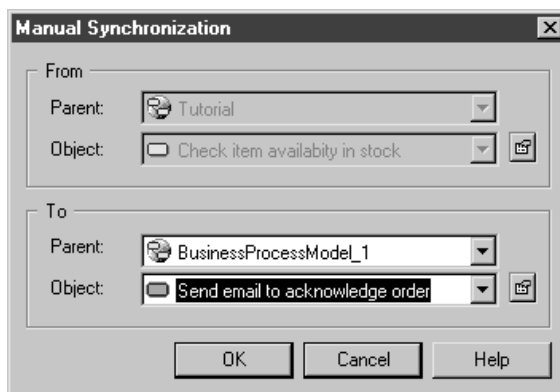 Manual Synchronization
From
Parent: Tutorial
Object: Check item availabity in stock
To
Parent: BusinessProcessModel_1
Object: Send email to acknowledge order
OK Cancel Help